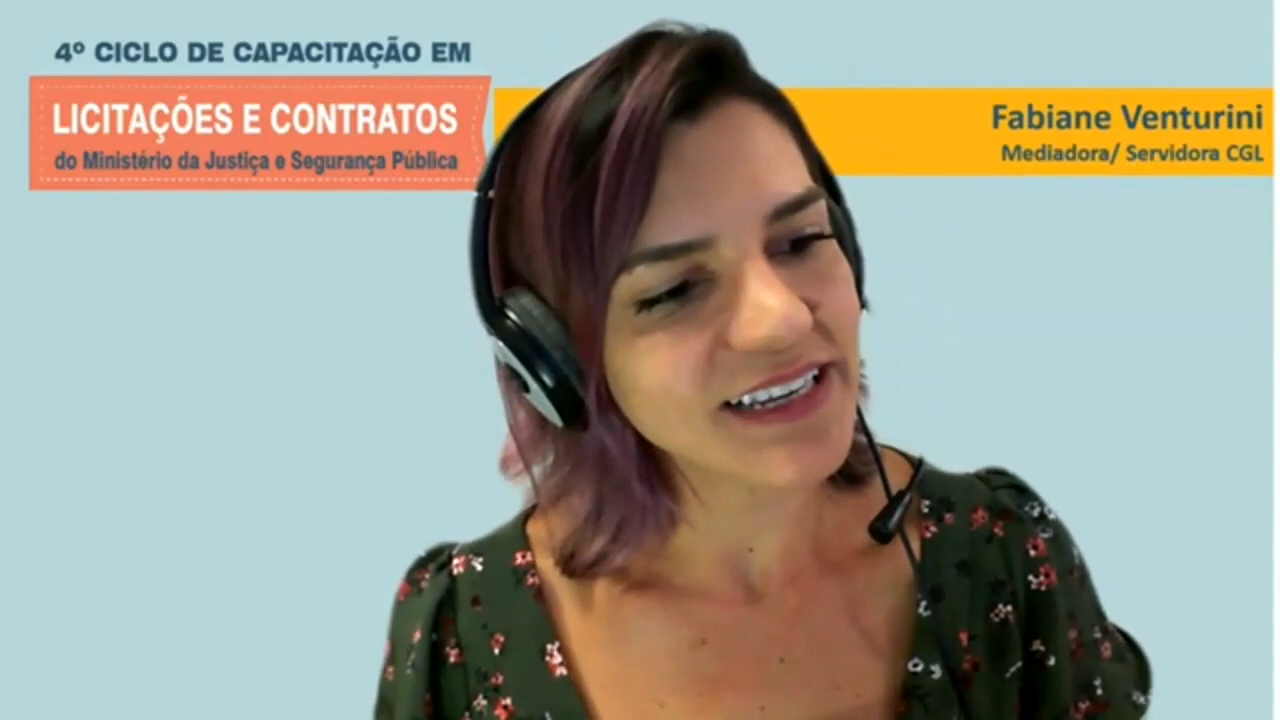 4º CICLO DE CAPACITAÇÃO EM
LICITAÇÕES E CONTRATOS
do Ministério da Justiça e Segurança Pública
Fabiane Venturini
Mediadora/ Servidora CGL